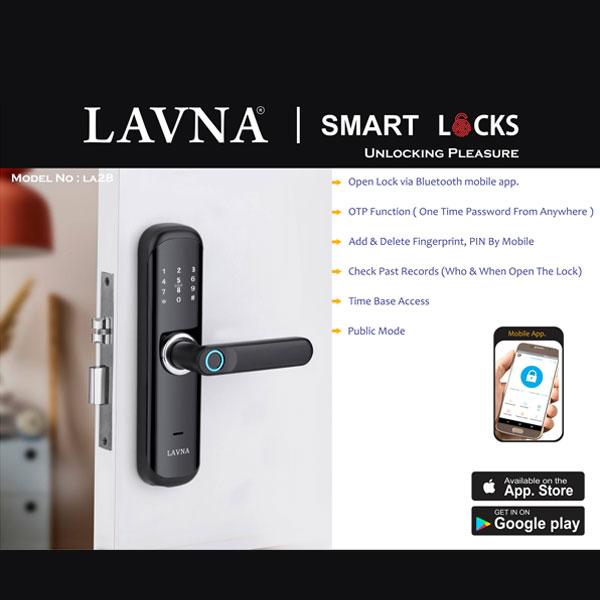 LAVNA® | SMART LOCKS
UNLOCKING PLEASURE
MODEL NO : LA28
Open Lock via Bluetooth mobile app.
OTP Function ( One Time Password From Anywhere )
Add & Delete Fingerprint, PIN By Mobile
Check Past Records (Who & When Open The Lock)
Time Base Access
Public Mode
1 2 3
4 5 6
7 8 9
* 0 #
LAVNA
Mobile App.
Available on the
App. Store
GET IN ON
Google play